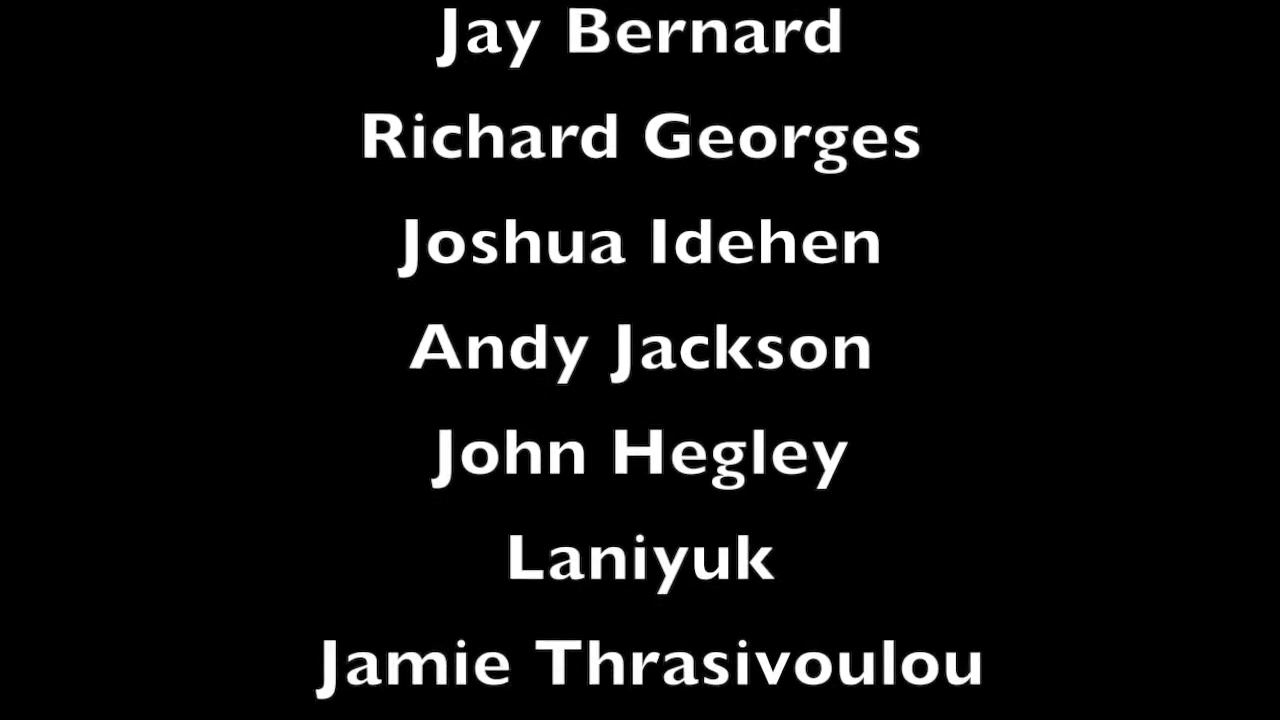 Jay Bernard
Richard Georges
Joshua Idehen
Andy Jackson
John Hegley
Laniyuk
Jamie Thrasivoulou